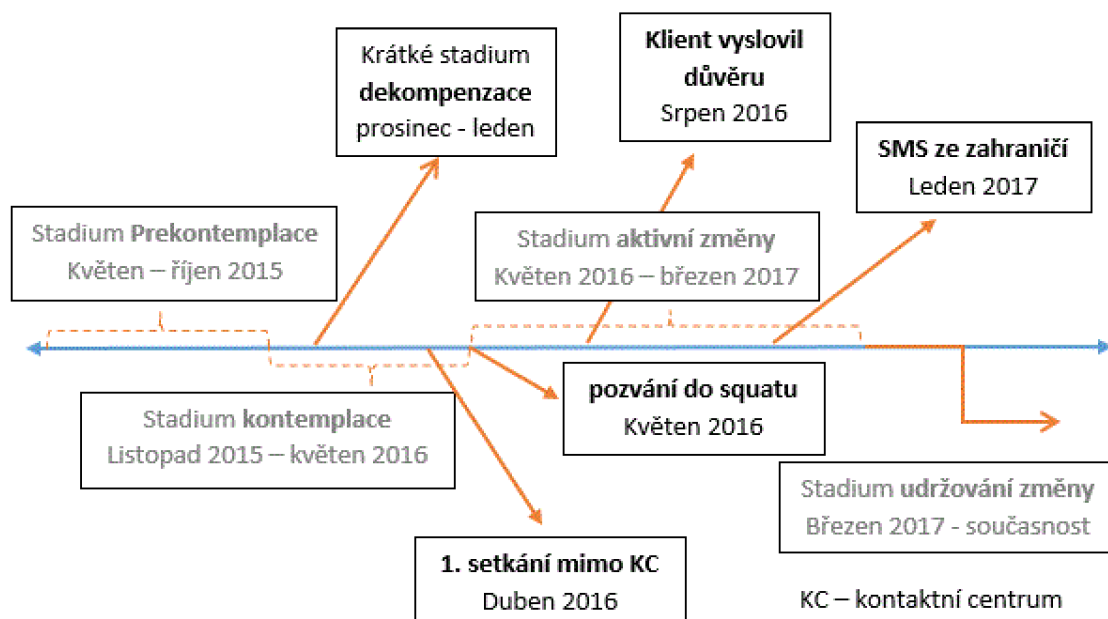 Krátké stadium
dekompenzace
prosinec - leden
Klient vyslovil
důvěru
Srpen 2016
SMS ze zahraničí
Leden 2017
Stadium Prekontemplace
Květen – říjen 2015
Stadium aktivní změny
Květen 2016 – březen 2017
Stadium kontemplace
Listopad 2015 – květen 2016
pozvání do squatu
Květen 2016
Stadium udržování změny
Březen 2017 - současnost
1. setkání mimo KC
Duben 2016
KC – kontaktní centrum